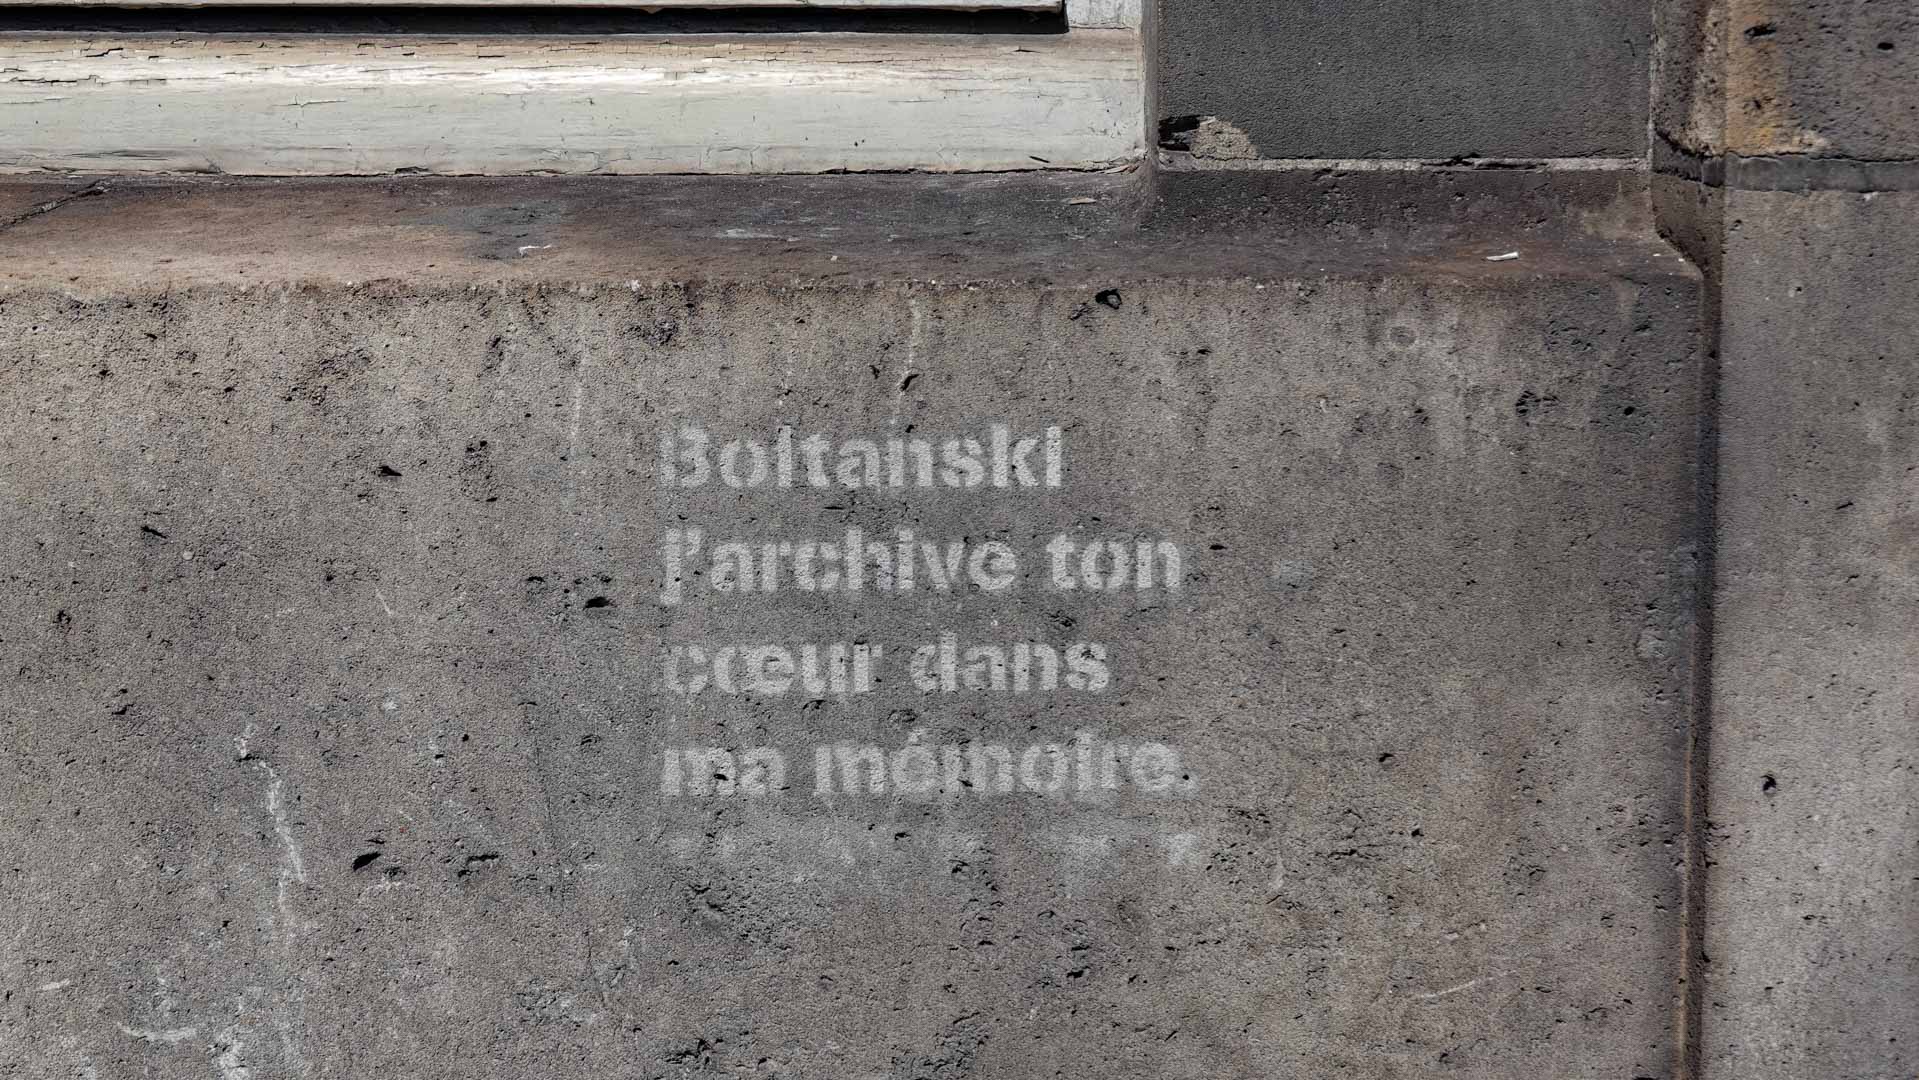 Boltanski
j'archive ton
cœur dans
ma mémoire.